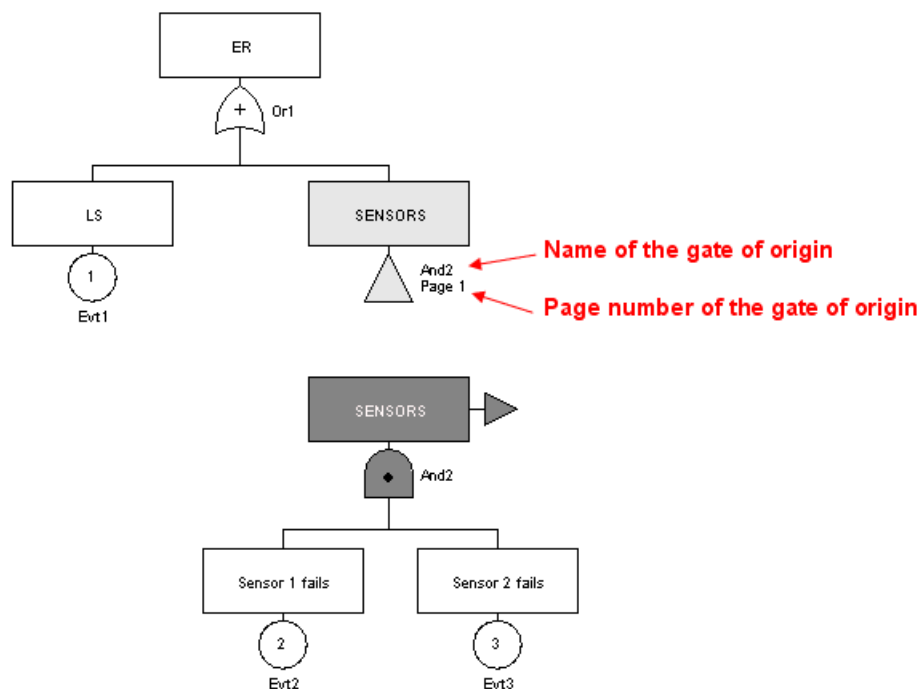 ER
+
Or1
LS
SENSORS
1
Evt1
And2
Page 1
Name of the gate of origin
Page number of the gate of origin
SENSORS
And2
Sensor 1 fails
Sensor 2 fails
2
3
Evt2
Evt3